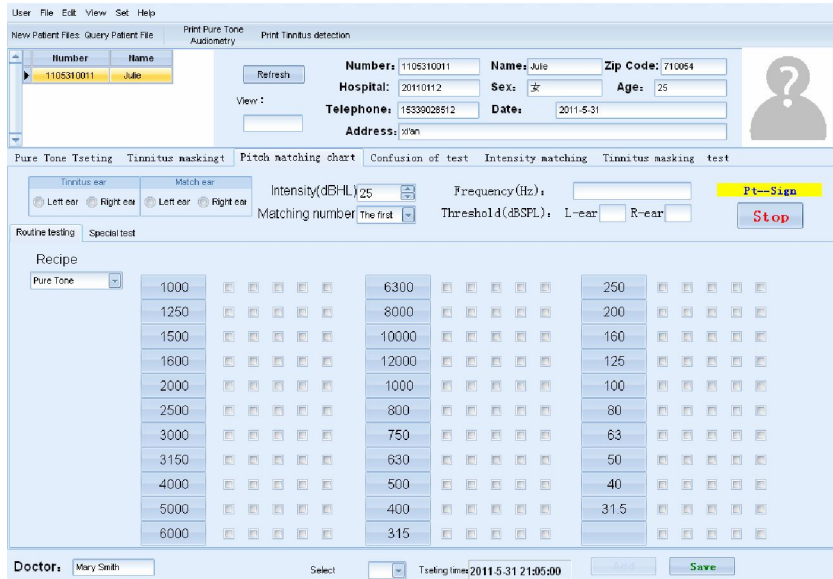 User File Edit View Set Help
New Patient Files Query Patient File Print Pure Tone Audiometry Print Tinnitus detection
Number Name
1105310011 Julie
Refresh
View:
Number: 1105310011 Name: Julie Zip Code: 710054
Hospital: 20110112 Sex: 女 Age: 25
Telephone: 15339028512 Date: 2011-5-31
Address: xi'an
Pure Tone Tseting Tinnitus maskingt Pitch matching chart Confusion of test Intensity matching Tinnitus masking test
Tinnitus ear Match ear
Left ear Right ear Left ear Right ear
Intensity(dBHL) 25 Frequency(Hz):
Matching number The first Threshold(dBSPL): L-ear R-ear
Pt--Sign
Stop
Routine testing Special test
Recipe
Pure Tone
1000 6300 250
1250 8000 200
1500 10000 160
1600 12000 125
2000 1000 100
2500 800 80
3000 750 63
3150 630 50
4000 500 40
5000 400 31.5
6000 315
Doctor: Mary Smith Select Tseting time: 2011-5-31 21:05:00 Add Save